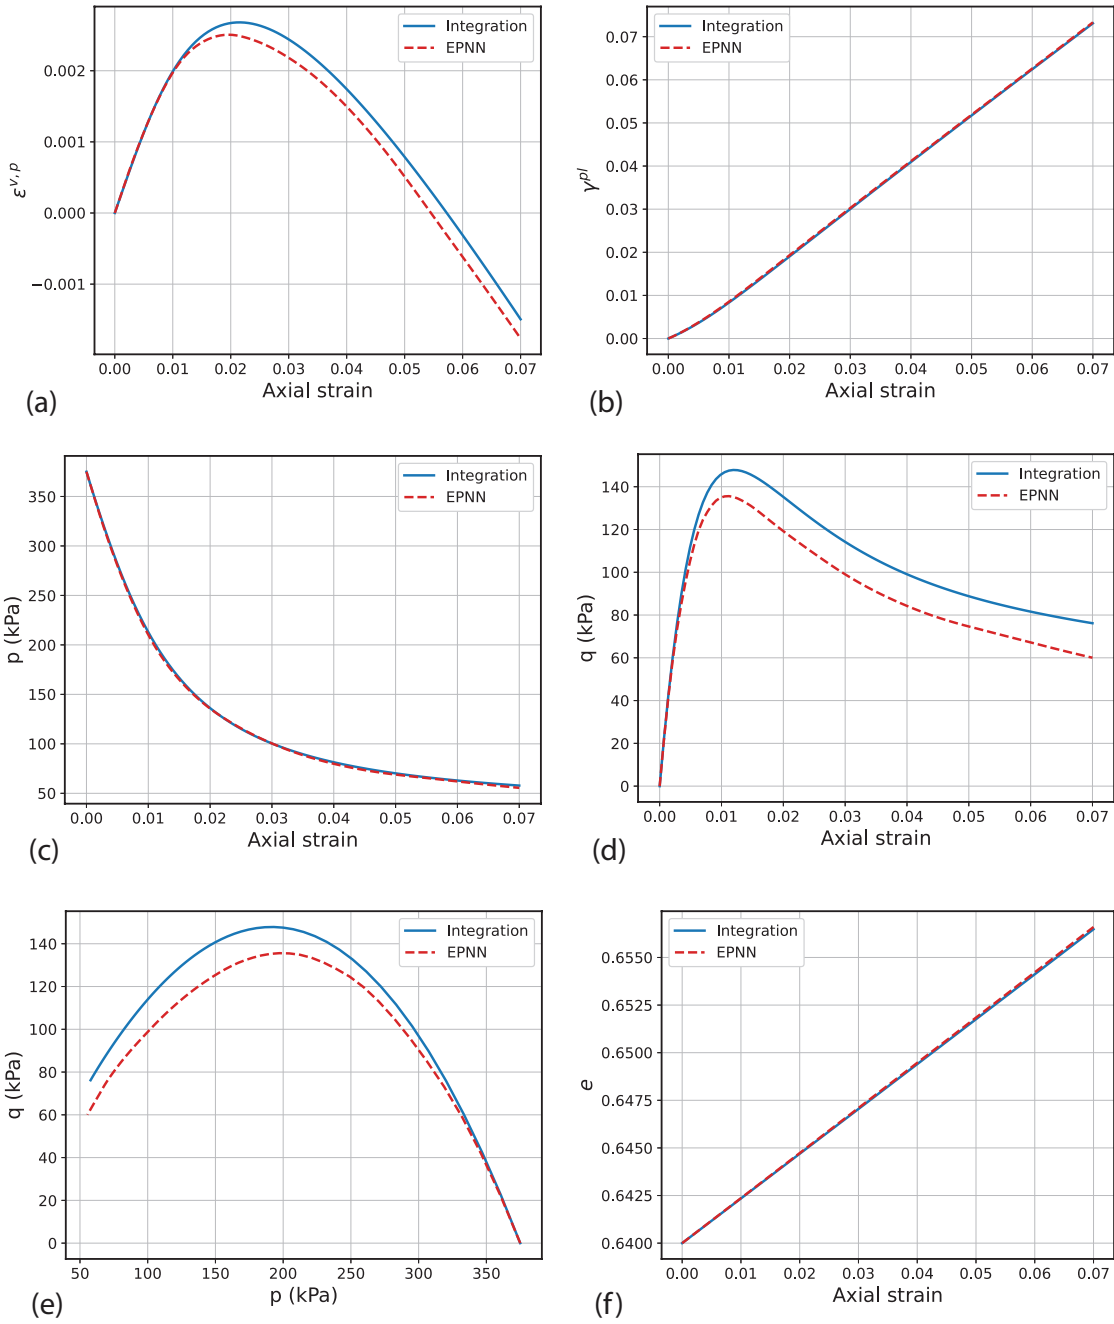 Integration
EPNN
0.002
0.001
0.000
−0.001
ε^{v,p}
0.00 0.01 0.02 0.03 0.04 0.05 0.06 0.07
Axial strain
(a)
Integration
EPNN
0.07
0.06
0.05
0.04
0.03
0.02
0.01
0.00
γ^{pl}
0.00 0.01 0.02 0.03 0.04 0.05 0.06 0.07
Axial strain
(b)
Integration
EPNN
350
300
250
200
150
100
50
p (kPa)
0.00 0.01 0.02 0.03 0.04 0.05 0.06 0.07
Axial strain
(c)
Integration
EPNN
140
120
100
80
60
40
20
0
q (kPa)
0.00 0.01 0.02 0.03 0.04 0.05 0.06 0.07
Axial strain
(d)
Integration
EPNN
140
120
100
80
60
40
20
0
q (kPa)
50 100 150 200 250 300 350
p (kPa)
(e)
Integration
EPNN
0.6550
0.6525
0.6500
0.6475
0.6450
0.6425
0.6400
e
0.00 0.01 0.02 0.03 0.04 0.05 0.06 0.07
Axial strain
(f)